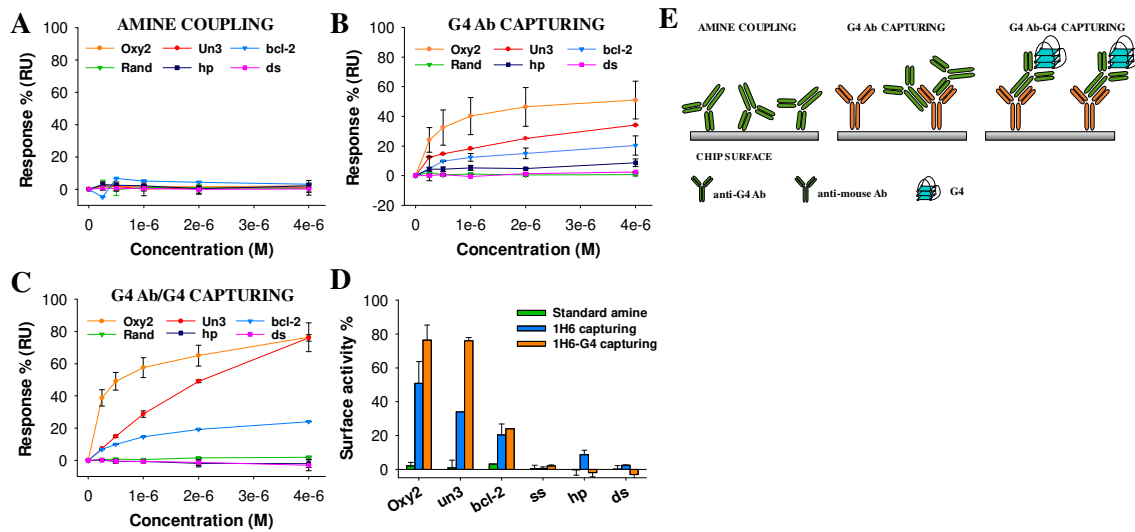 A
AMINE COUPLING
Oxy2 Un3 bcl-2
Rand hp ds
Response % (RU)
100
80
60
40
20
0
0 1e-6 2e-6 3e-6 4e-6
Concentration (M)
B
G4 Ab CAPTURING
Oxy2 Un3 bcl-2
Rand hp ds
Response % (RU)
100
80
60
40
20
0
-20
0 1e-6 2e-6 3e-6 4e-6
Concentration (M)
E
AMINE COUPLING G4 Ab CAPTURING G4 Ab-G4 CAPTURING
CHIP SURFACE
anti-G4 Ab anti-mouse Ab G4
C
G4 Ab/G4 CAPTURING
Oxy2 Un3 bcl-2
Rand hp ds
Response % (RU)
100
80
60
40
20
0
0 1e-6 2e-6 3e-6 4e-6
Concentration (M)
D
Standard amine
1H6 capturing
1H6-G4 capturing
Surface activity %
100
80
60
40
20
0
Oxy2 un3 bcl-2 ss hp ds